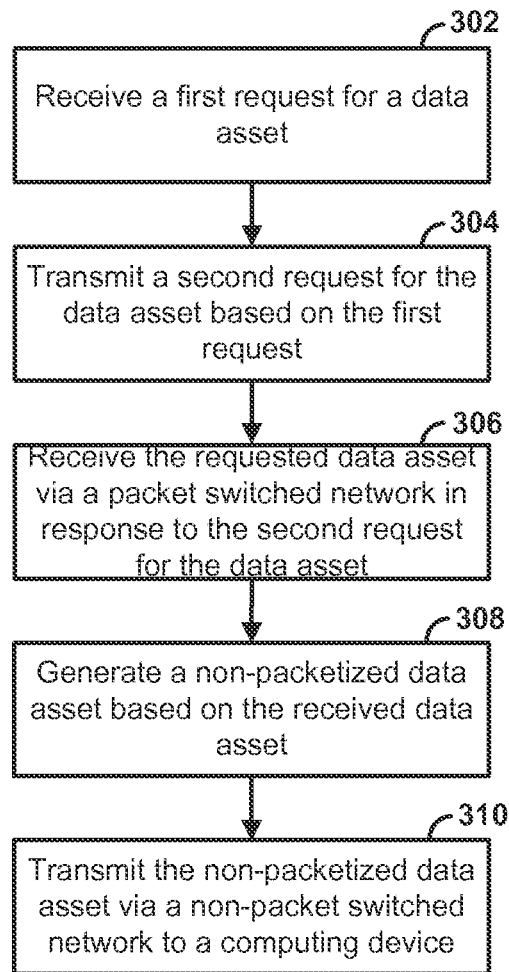 302
Receive a first request for a data
asset
304
Transmit a second request for the
data asset based on the first
request
306
Receive the requested data asset
via a packet switched network in
response to the second request
for the data asset
308
Generate a non-packetized data
asset based on the received data
asset
310
Transmit the non-packetized data
asset via a non-packet switched
network to a computing device